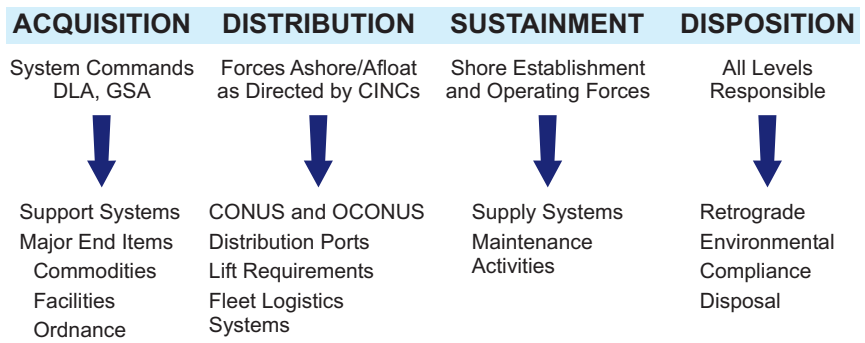 ACQUISITION
System Commands
DLA, GSA
Support Systems
Major End Items
Commodities
Facilities
Ordnance
DISTRIBUTION
Forces Ashore/Afloat
as Directed by CINCs
CONUS and OCONUS
Distribution Ports
Lift Requirements
Fleet Logistics
Systems
SUSTAINMENT
Shore Establishment
and Operating Forces
Supply Systems
Maintenance
Activities
DISPOSITION
All Levels
Responsible
Retrograde
Environmental
Compliance
Disposal